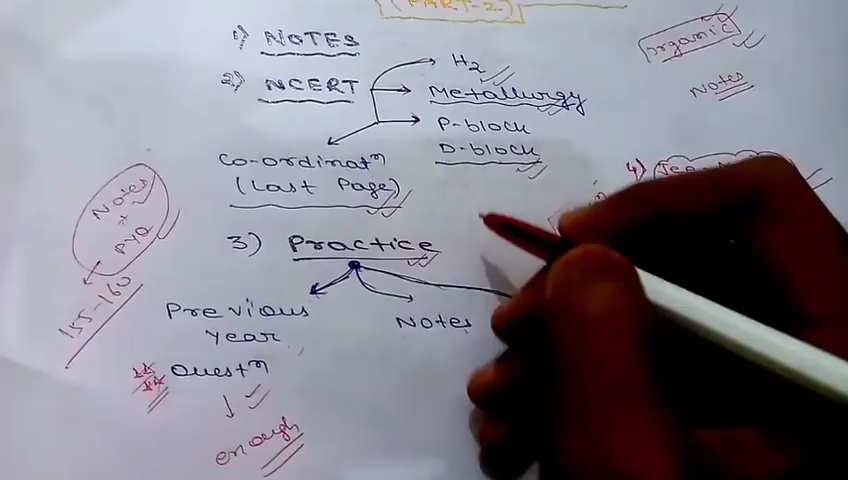 (PART-2)
1) NOTES
2) NCERT
H2
Metallurgy
P-block
D-block
Co-ordinatn
(Last Page)
3) Practice
Previous
Year
Questn
enough
Notes
Notes
+
PYQ
155-160
organic
Notes
4)